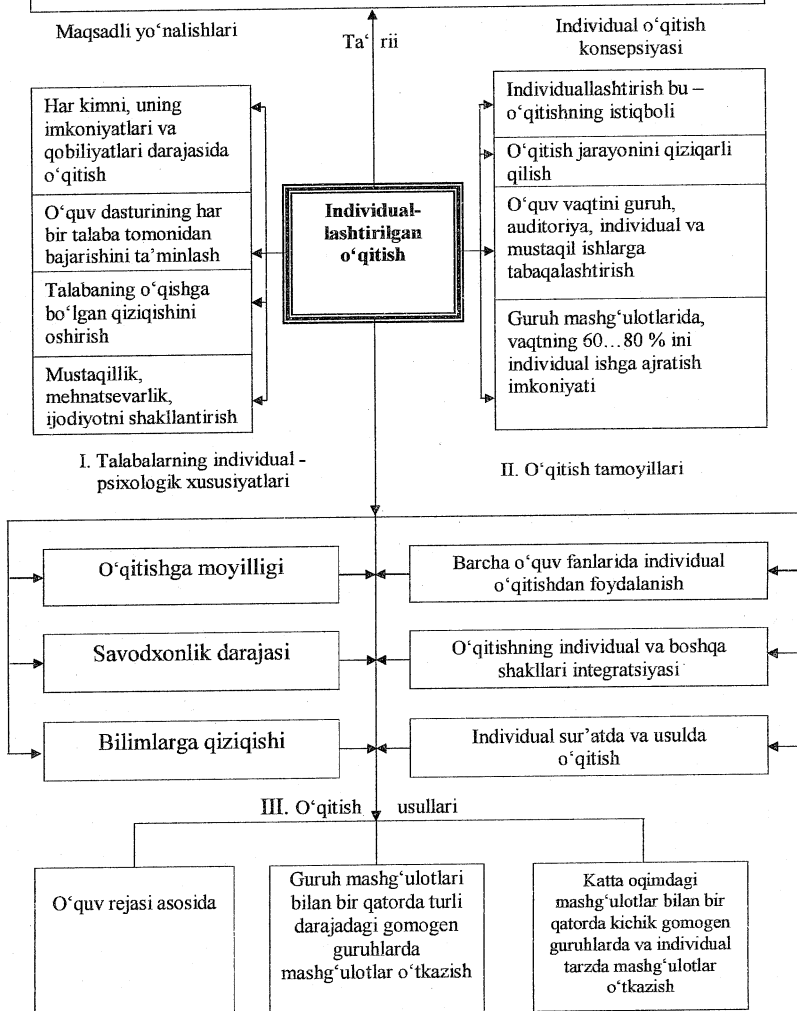 Maqsadli yo‘nalishlari
Ta‘ rii
Individual o‘qitish
konsepsiyasi
Har kimni, uning
imkoniyatlari va
qobiliyatlari darajasida
o‘qitish
O‘quv dasturining har
bir talaba tomonidan
bajarishini ta’minlash
Talabaning o‘qishga
bo‘lgan qiziqishini
oshirish
Mustaqillik,
mehnatsevarlik,
ijodiyotni shakllantirish
Individual-
lashtirilgan
o‘qitish
Individuallashtirish bu –
o‘qitishning istiqboli
O‘qitish jarayonini qiziqarli
qilish
O‘quv vaqtini guruh,
auditoriya, individual va
mustaqil ishlarga
tabaqalashtirish
Guruh mashg‘ulotlarida,
vaqtning 60...80 % ini
individual ishga ajratish
imkoniyati
I. Talabalarning individual -
psixologik xususiyatlari
II. O‘qitish tamoyillari
O‘qitishga moyilligi
Savodxonlik darajasi
Bilimlarga qiziqishi
Barcha o‘quv fanlarida individual
o‘qitishdan foydalanish
O‘qitishning individual va boshqa
shakllari integratsiyasi
Individual sur’atda va usulda
o‘qitish
III. O‘qitish usullari
O‘quv rejasi asosida
Guruh mashg‘ulotlari
bilan bir qatorda turli
darajadagi gomogen
guruhlarda
mashg‘ulotlar o‘tkazish
Katta oqimdagi
mashg‘ulotlar bilan bir
qatorda kichik gomogen
guruhlarda va individual
tarzda mashg‘ulotlar
o‘tkazish